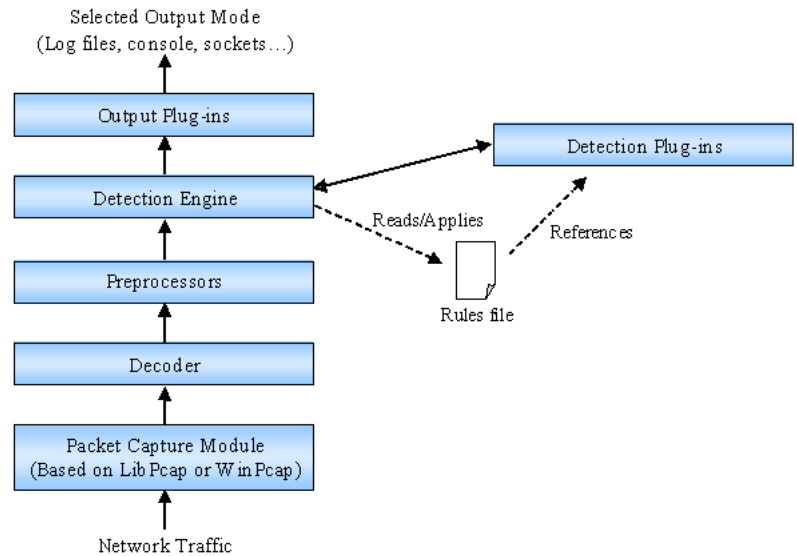 Selected Output Mode
(Log files, console, sockets…)
Output Plug-ins
Detection Plug-ins
Detection Engine
Reads/Applies
References
Preprocessors
Rules file
Decoder
Packet Capture Module
(Based on LibPcap or WinPcap)
Network Traffic